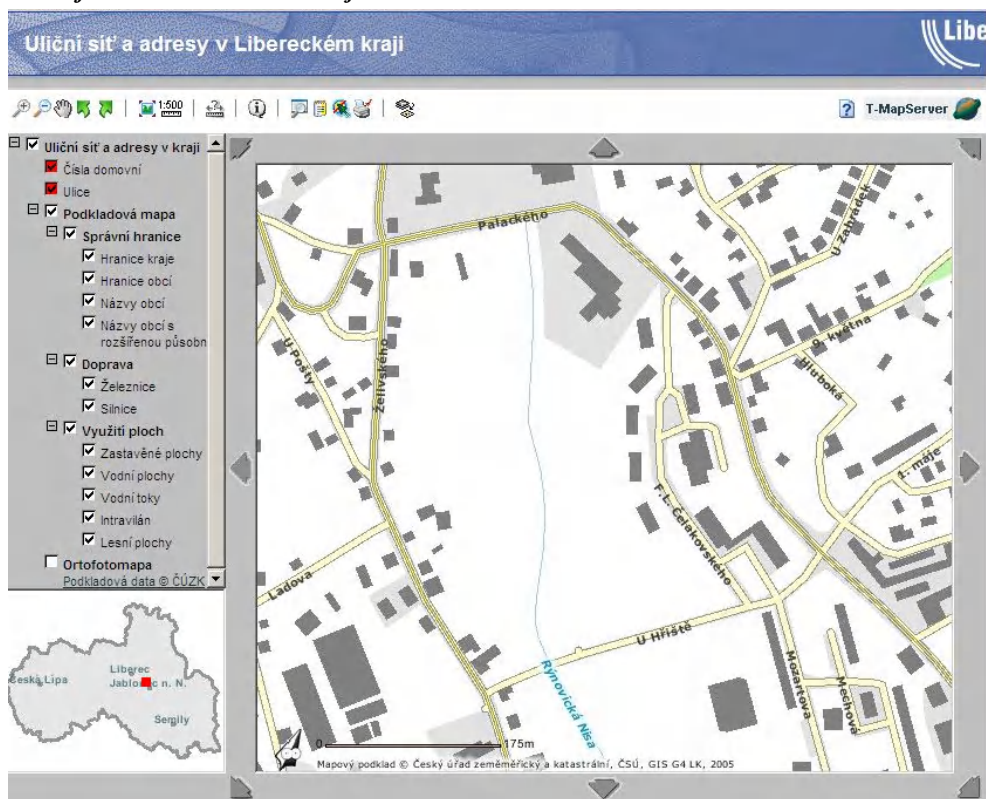 Uliční síť a adresy v Libereckém kraji
Libe
1:500
T-MapServer
Uliční síť a adresy v kraji
Čísla domovní
Ulice
Podkladová mapa
Správní hranice
Hranice kraje
Hranice obcí
Názvy obcí
Názvy obcí s
rozšířenou působn
Doprava
Železnice
Silnice
Využití ploch
Zastavěné plochy
Vodní plochy
Vodní toky
Intravilán
Lesní plochy
Ortofotomapa
Podkladová data © ČÚZK
Palackého
U Zahrádek
U Pošty
Želivského
9. května
Hluboká
1. máje
F. L. Čelakovského
Ladova
U Hřiště
Rýnovická Nisa
Mozartova
Mechová
0
175m
Mapový podklad © Český úřad zeměměřický a katastrální, ČSÚ, GIS G4 LK, 2005
Česká Lípa
Liberec
Jablonec n. N.
Semily